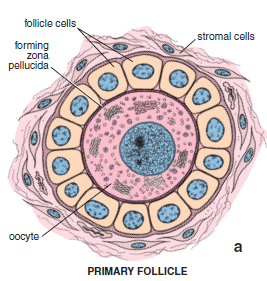 follicle cells
stromal cells
forming
zona
pellucida
oocyte
a
PRIMARY FOLLICLE